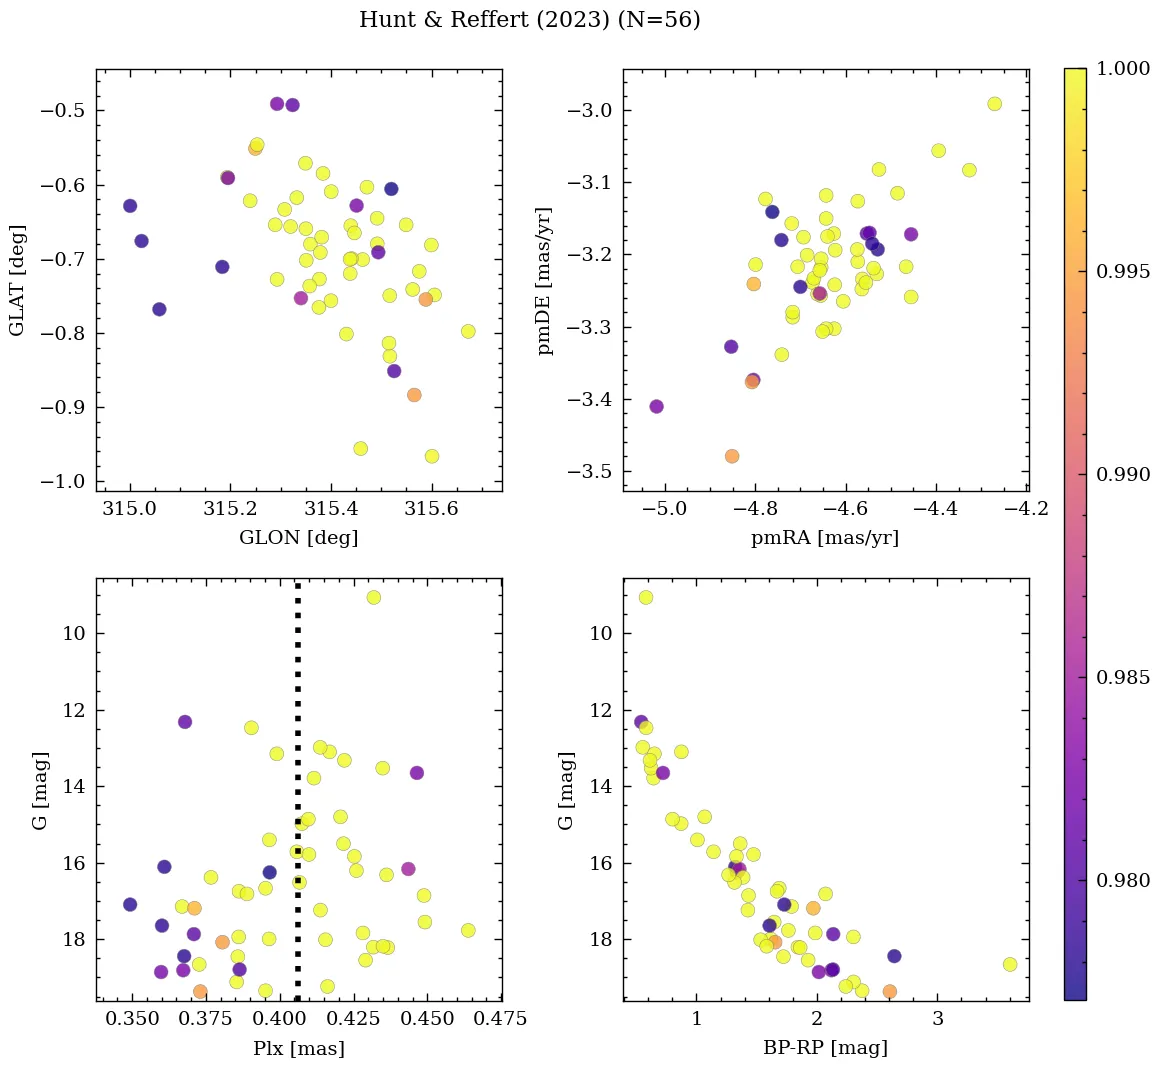 Hunt & Reffert (2023) (N=56)
−0.5
−0.6
−0.7
−0.8
−0.9
−1.0
GLAT [deg]
315.0 315.2 315.4 315.6
GLON [deg]
−3.0
−3.1
−3.2
−3.3
−3.4
−3.5
pmDE [mas/yr]
−5.0 −4.8 −4.6 −4.4 −4.2
pmRA [mas/yr]
1.000
0.995
0.990
0.985
0.980
10
12
14
16
18
G [mag]
0.350 0.375 0.400 0.425 0.450 0.475
Plx [mas]
10
12
14
16
18
G [mag]
1 2 3
BP-RP [mag]